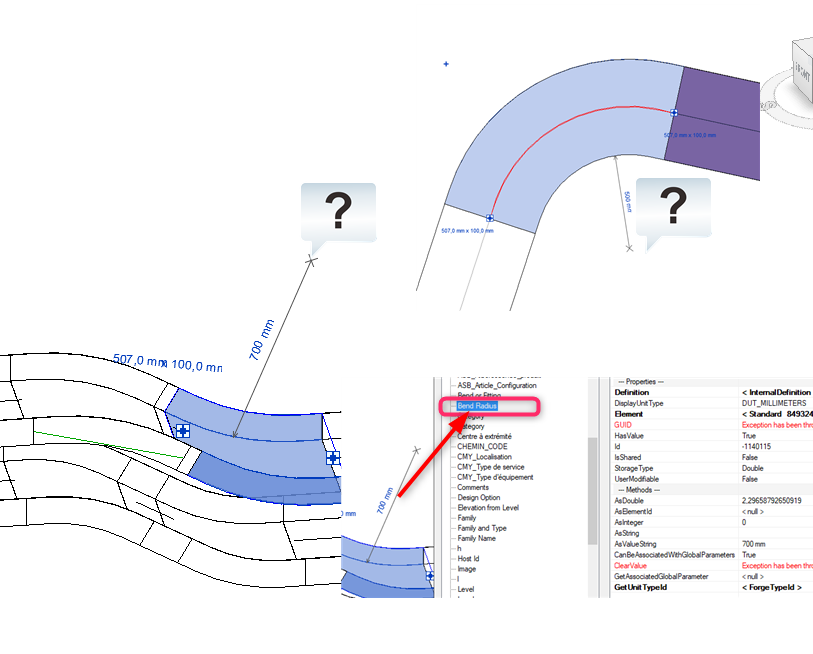 507,0 mm x 100,0 mm
500 mm
?
507,0 mm x 100,0 mm
?
700 mm
507,0 mm x 100,0 mm
ASB_Article_Configuration
Bend or Fitting
Bend Radius
Category
Category
Centre à extrémité
CHEMIN_CODE
CMY_Localisation
CMY_Type de service
CMY_Type d'équipement
Comments
Design Option
Elevation from Level
Family
Family and Type
Family Name
h
Host Id
Image
l
Level
700 mm
0 mm
— Properties —
Definition < InternalDefinition
DisplayUnitType DUT_MILLIMETERS
Element < Standard 849324
GUID Exception has been thro
HasValue True
Id -1140115
IsShared False
StorageType Double
UserModifiable False
— Methods —
AsDouble 2,29658792650919
AsElementId < null >
AsInteger 0
AsString
AsValueString 700 mm
CanBeAssociatedWithGlobalParameters True
ClearValue Exception has been thro
GetAssociatedGlobalParameter < null >
GetUnitTypeId < ForgeTypeId >